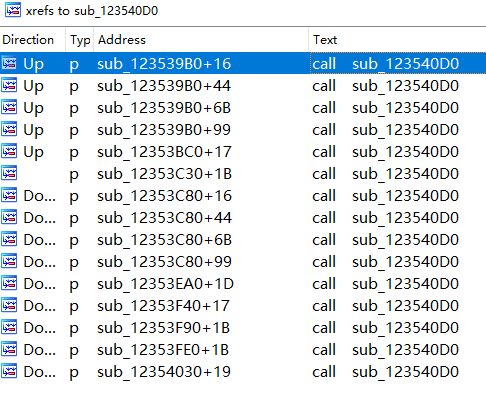 xrefs to sub_123540D0
Direction Typ Address Text
Up p sub_123539B0+16 call sub_123540D0
Up p sub_123539B0+44 call sub_123540D0
Up p sub_123539B0+6B call sub_123540D0
Up p sub_123539B0+99 call sub_123540D0
Up p sub_12353BC0+17 call sub_123540D0
p sub_12353C30+1B call sub_123540D0
Do... p sub_12353C80+16 call sub_123540D0
Do... p sub_12353C80+44 call sub_123540D0
Do... p sub_12353C80+6B call sub_123540D0
Do... p sub_12353C80+99 call sub_123540D0
Do... p sub_12353EA0+1D call sub_123540D0
Do... p sub_12353F40+17 call sub_123540D0
Do... p sub_12353F90+1B call sub_123540D0
Do... p sub_12353FE0+1B call sub_123540D0
Do... p sub_12354030+19 call sub_123540D0